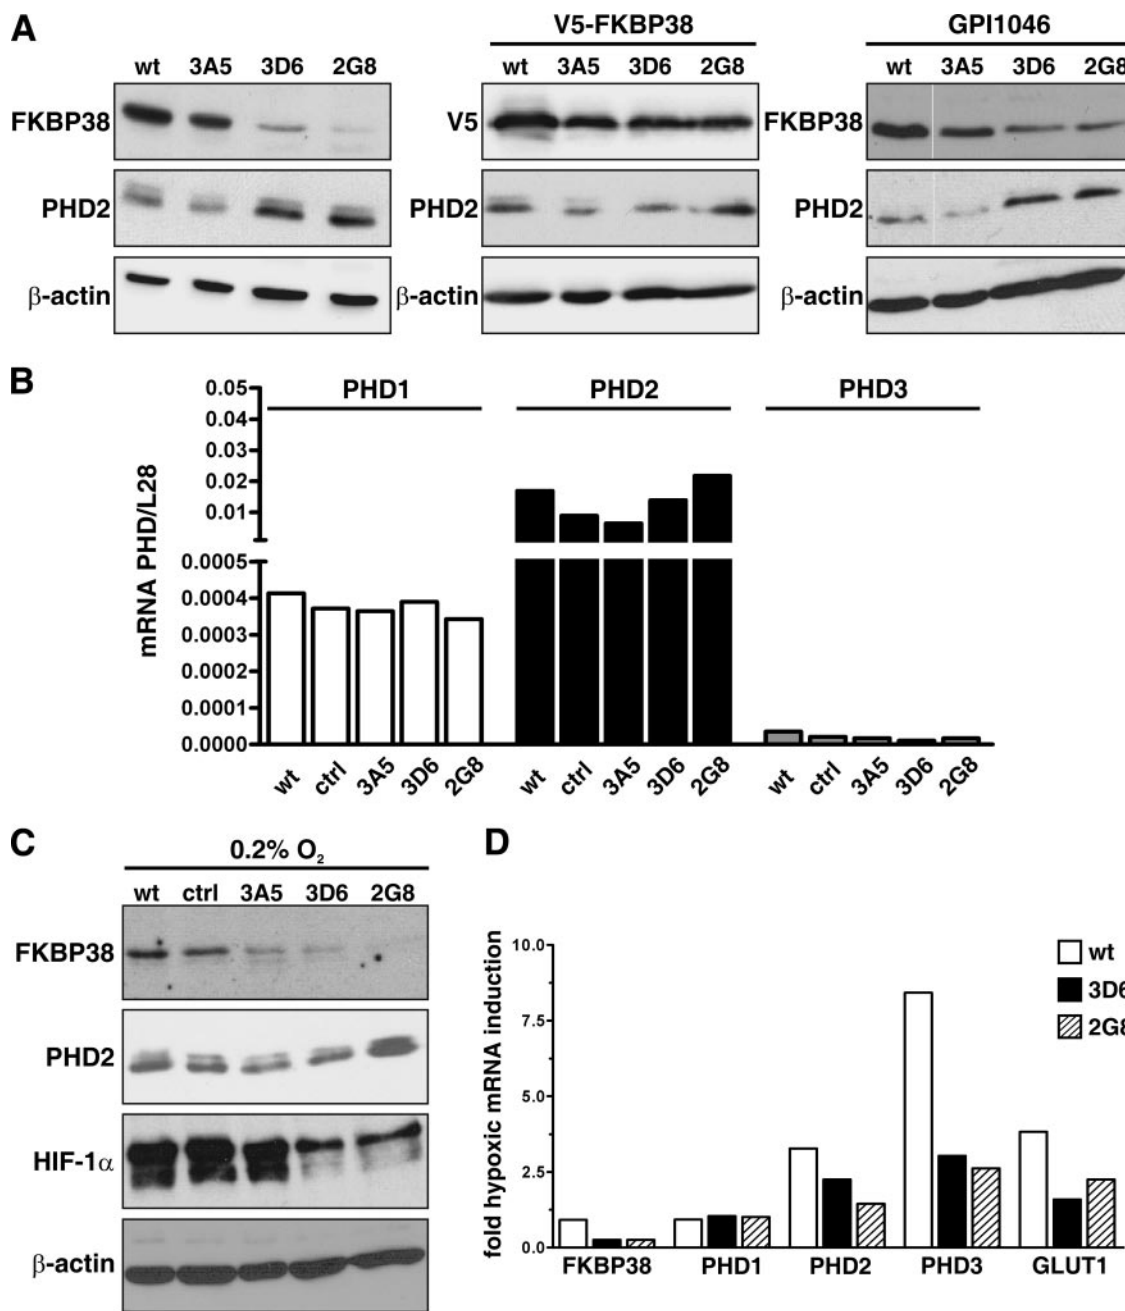 A
V5-FKBP38
GPI1046
wt 3A5 3D6 2G8
wt 3A5 3D6 2G8
wt 3A5 3D6 2G8
FKBP38
V5
FKBP38
PHD2
PHD2
PHD2
β-actin
β-actin
β-actin
B
PHD1
PHD2
PHD3
mRNA PHD/L28
0.05
0.04
0.03
0.02
0.01
0.0005
0.0004
0.0003
0.0002
0.0001
0.0000
wt ctrl 3A5 3D6 2G8
wt ctrl 3A5 3D6 2G8
wt ctrl 3A5 3D6 2G8
C
0.2% O₂
wt ctrl 3A5 3D6 2G8
FKBP38
PHD2
HIF-1α
β-actin
D
fold hypoxic mRNA induction
10.0
7.5
5.0
2.5
0.0
wt
3D6
2G8
FKBP38 PHD1 PHD2 PHD3 GLUT1